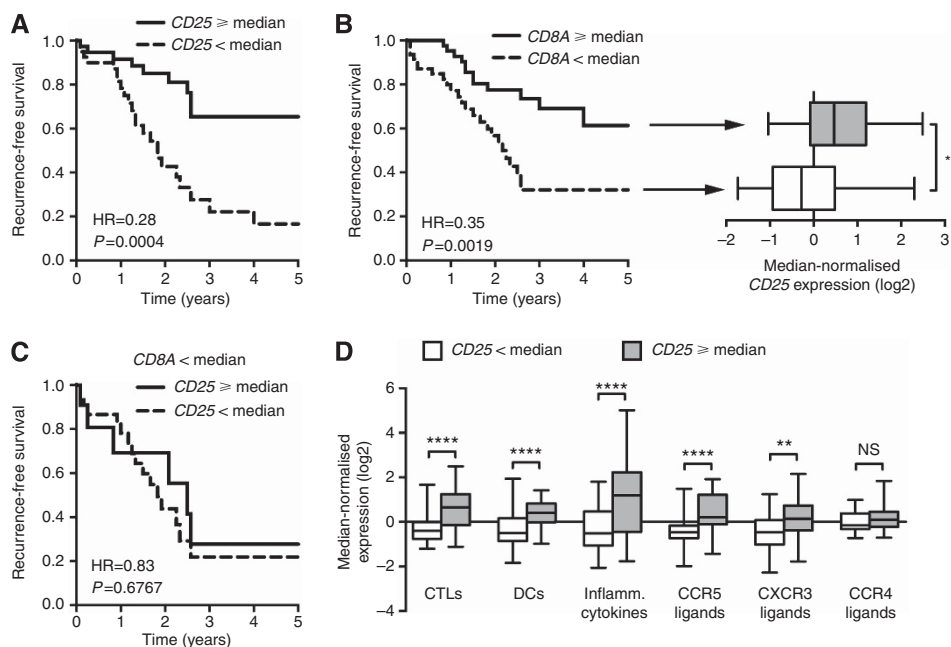 A
CD25 ⩾ median
CD25 < median
Recurrence-free survival
1.0
0.8
0.6
0.4
0.2
0.0
HR=0.28
P=0.0004
0 1 2 3 4 5
Time (years)
B
CD8A ⩾ median
CD8A < median
Recurrence-free survival
1.0
0.8
0.6
0.4
0.2
0.0
HR=0.35
P=0.0019
0 1 2 3 4 5
Time (years)
*
−2 −1 0 1 2 3
Median-normalised
CD25 expression (log2)
C
CD8A < median
CD25 ⩾ median
CD25 < median
Recurrence-free survival
1.0
0.8
0.6
0.4
0.2
0.0
HR=0.83
P=0.6767
0 1 2 3 4 5
Time (years)
D
CD25 < median
CD25 ⩾ median
Median-normalised
expression (log2)
6
4
2
0
−2
−4
**** **** **** **** ** NS
CTLs
DCs
Inflamm.
cytokines
CCR5
ligands
CXCR3
ligands
CCR4
ligands